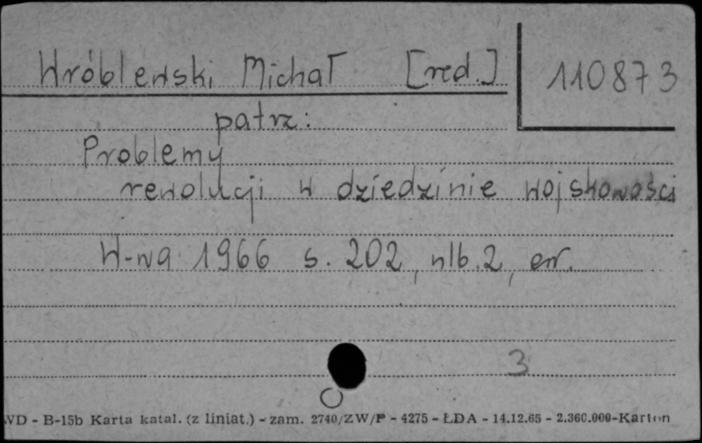 Wróblewski Michał [red.] 110873
patrz:
Problemy
rewolucji w dziedzinie wojskowości
W-wa 1966 s. 202, nlb. 2, err.
3
WD - B-15b Karta katal. (z liniat.) - zam. 2740/ZW/P - 4275 - ŁDA - 14.12.65 - 2.360.000-Karton